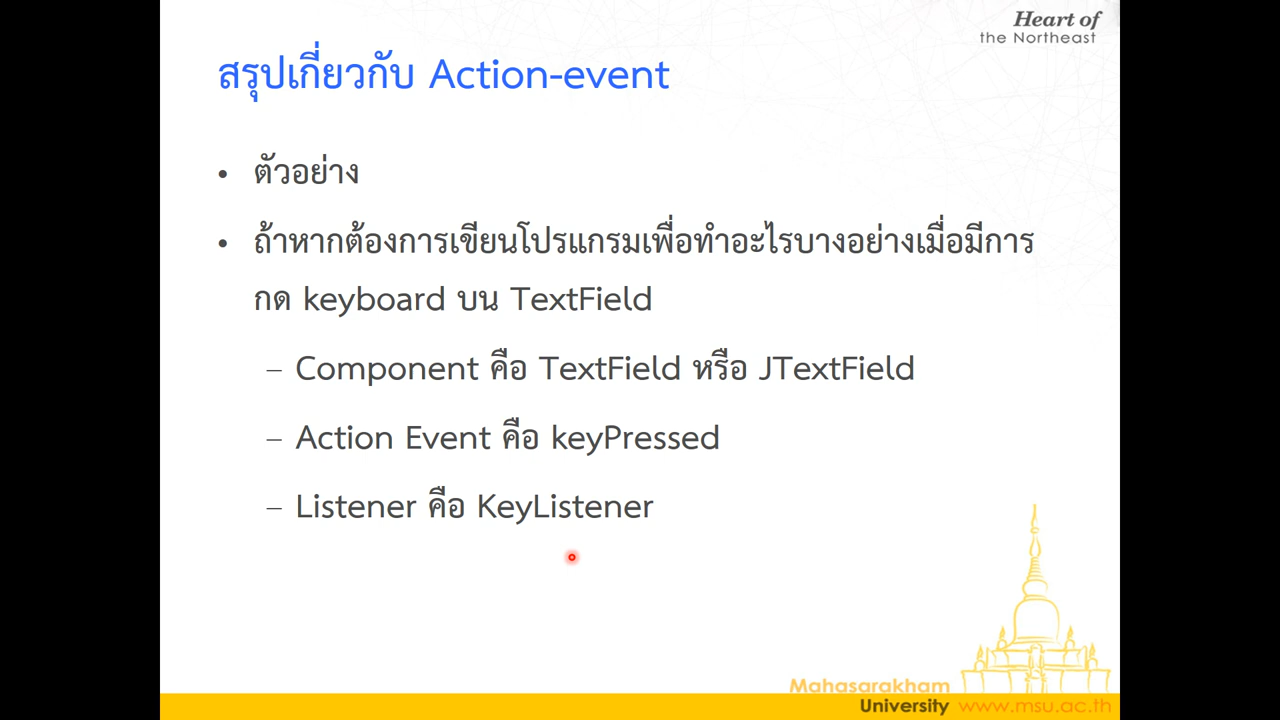 Heart of
the Northeast
สรุปเกี่ยวกับ Action-event
• ตัวอย่าง
• ถ้าหากต้องการเขียนโปรแกรมเพื่อทำอะไรบางอย่างเมื่อมีการ
กด keyboard บน TextField
– Component คือ TextField หรือ JTextField
– Action Event คือ keyPressed
– Listener คือ KeyListener
Mahasarakham
University www.msu.ac.th